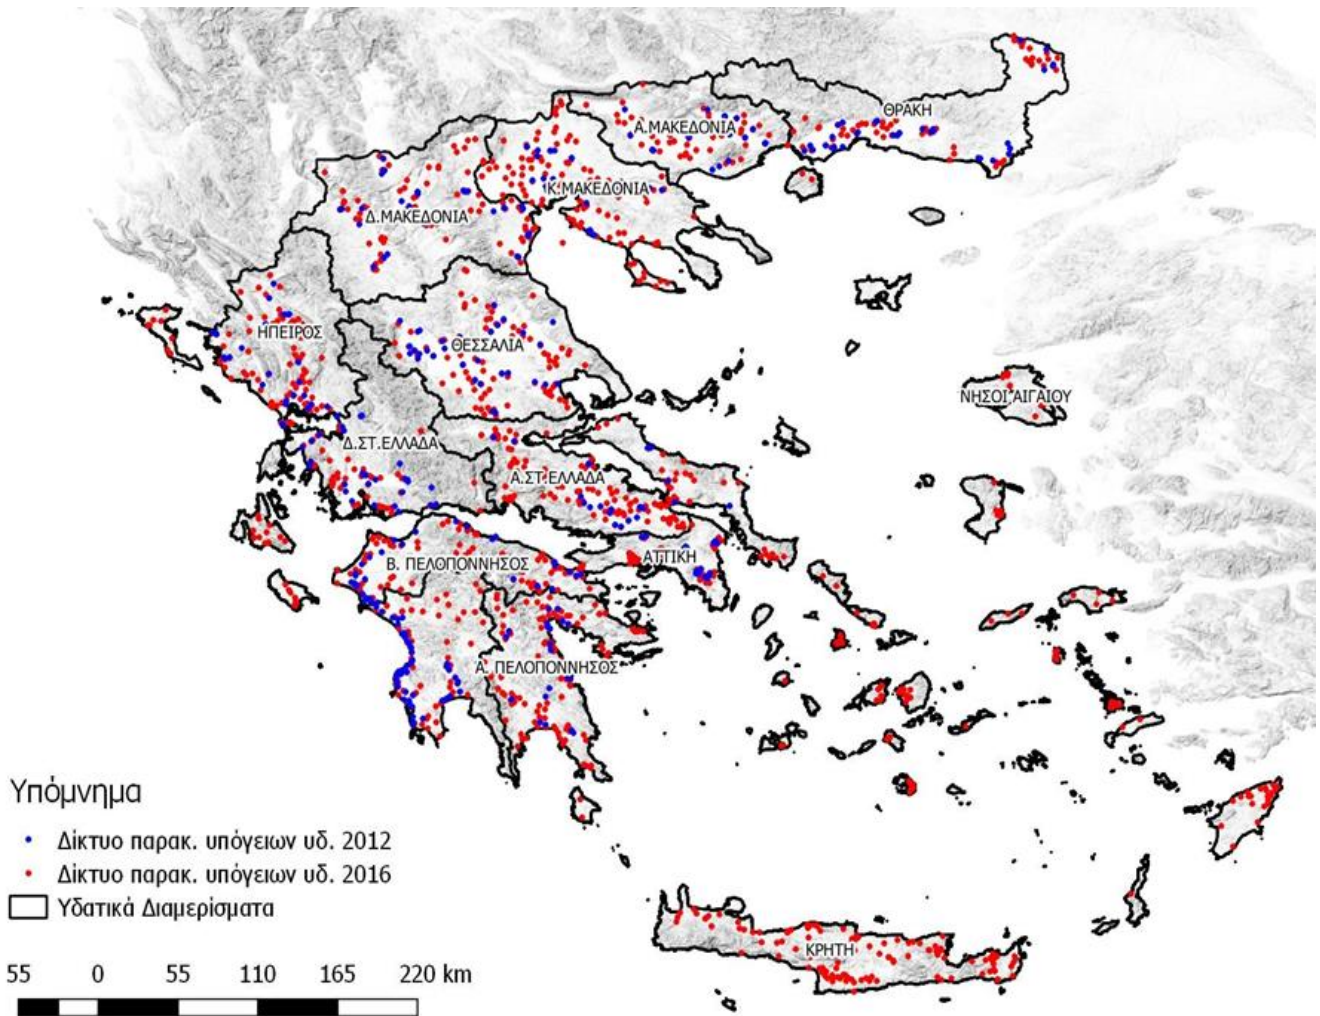 ΘΡΑΚΗ
Α.ΜΑΚΕΔΟΝΙΑ
Κ.ΜΑΚΕΔΟΝΙΑ
Δ.ΜΑΚΕΔΟΝΙΑ
ΗΠΕΙΡΟΣ
ΘΕΣΣΑΛΙΑ
ΝΗΣΟΙ ΑΙΓΑΙΟΥ
Δ.ΣΤ.ΕΛΛΑΔΑ
Α.ΣΤ.ΕΛΛΑΔΑ
ΑΤΤΙΚΗ
Β. ΠΕΛΟΠΟΝΝΗΣΟΣ
Α. ΠΕΛΟΠΟΝΝΗΣΟΣ
ΚΡΗΤΗ
Υπόμνημα
Δίκτυο παρακ. υπόγειων υδ. 2012
Δίκτυο παρακ. υπόγειων υδ. 2016
Υδατικά Διαμερίσματα
55 0 55 110 165 220 km